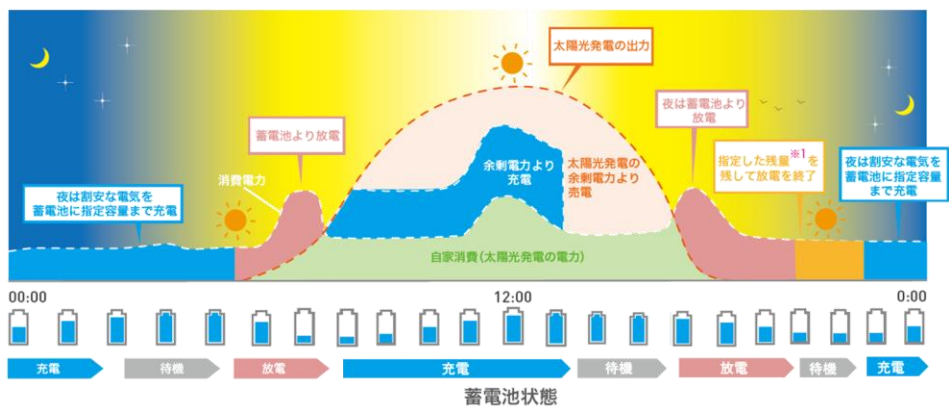 太陽光発電の出力
蓄電池より放電
夜は蓄電池より
放電
消費電力
余剰電力より
充電
太陽光発電の
余剰電力より
売電
指定した残量※1を
残して放電を終了
夜は割安な電気を
蓄電池に指定容量まで充電
夜は割安な電気を
蓄電池に指定容量
まで充電
自家消費(太陽光発電の電力)
00:00
12:00
0:00
充電
待機
放電
充電
待機
放電
待機
充電
蓄電池状態